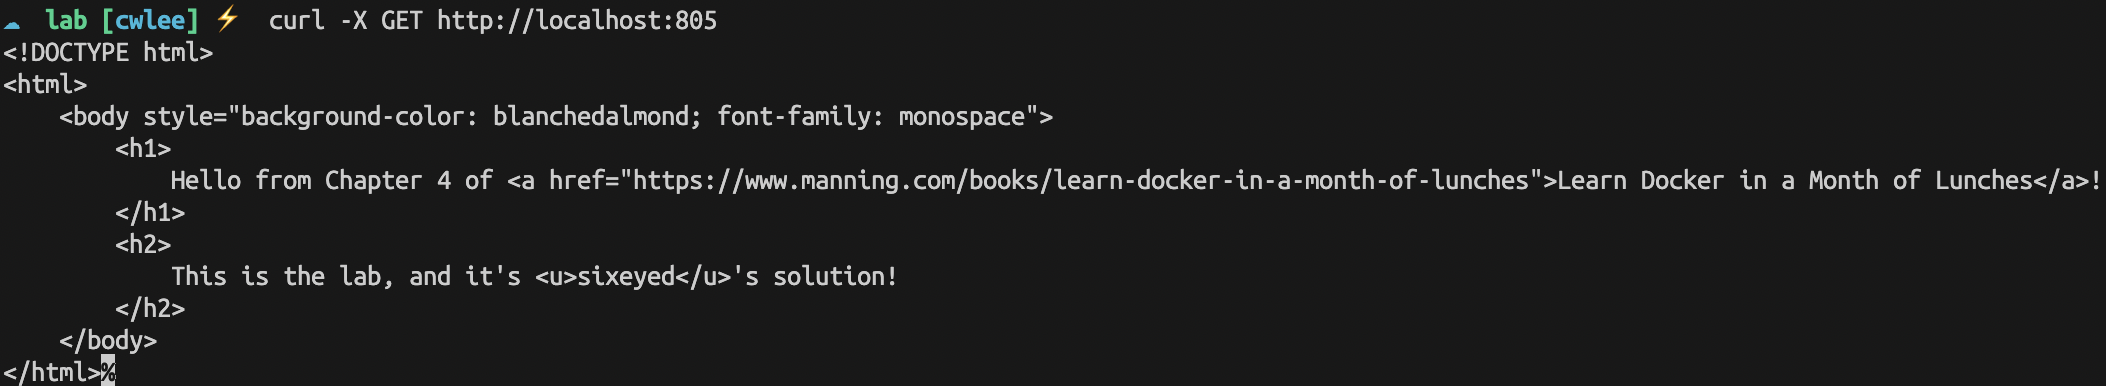 ☁ lab [cwlee] ⚡ curl -X GET http://localhost:805
<!DOCTYPE html>
<html>
    <body style="background-color: blanchedalmond; font-family: monospace">
        <h1>
            Hello from Chapter 4 of <a href="https://www.manning.com/books/learn-docker-in-a-month-of-lunches">Learn Docker in a Month of Lunches</a>!
        </h1>
        <h2>
            This is the lab, and it's <u>sixeyed</u>'s solution!
        </h2>
    </body>
</html>%